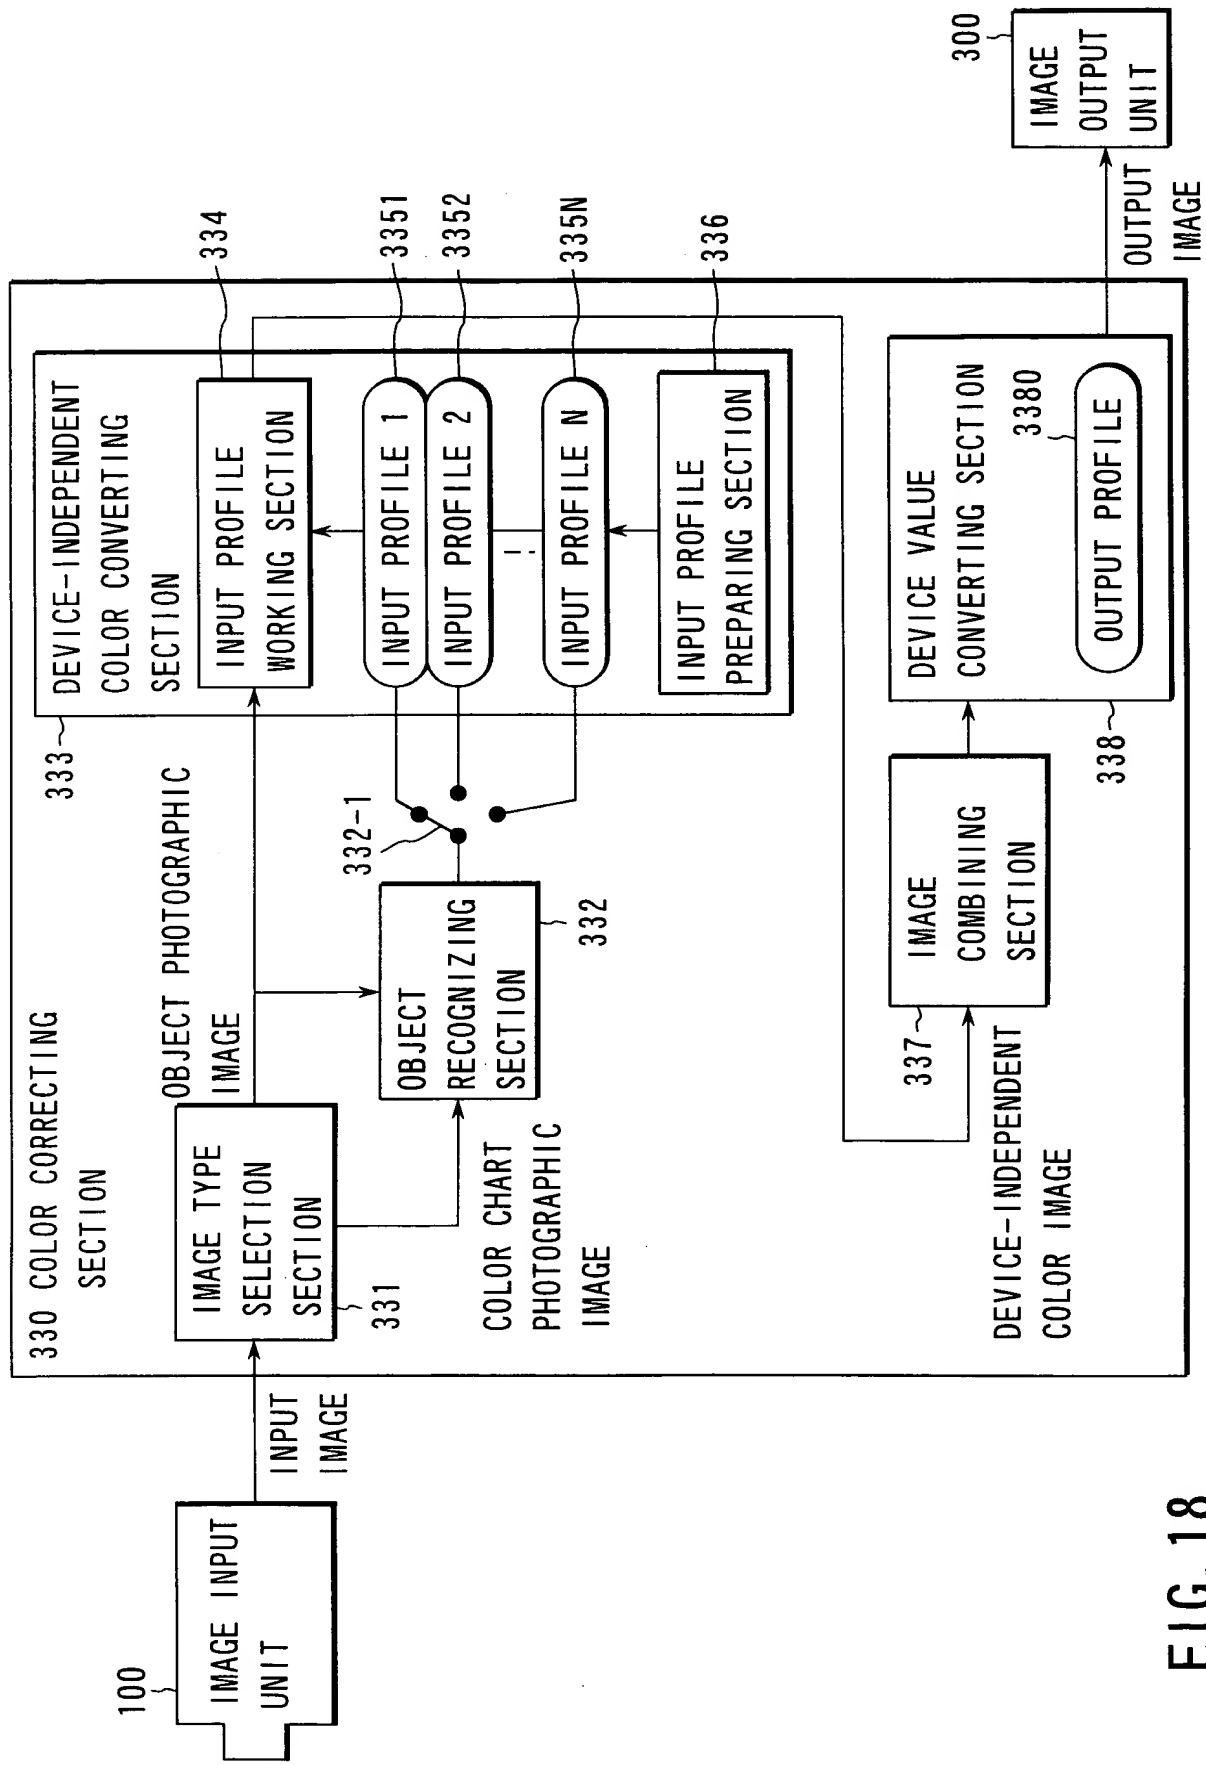 100
IMAGE INPUT
UNIT
INPUT
IMAGE
330 COLOR CORRECTING
SECTION
IMAGE TYPE
SELECTION
SECTION
331
OBJECT PHOTOGRAPHIC
IMAGE
COLOR CHART
PHOTOGRAPHIC
IMAGE
OBJECT
RECOGNIZING
SECTION
332
332-1
333
DEVICE-INDEPENDENT
COLOR CONVERTING
SECTION
INPUT PROFILE
WORKING SECTION
334
INPUT PROFILE 1
3351
INPUT PROFILE 2
3352
INPUT PROFILE N
335N
INPUT PROFILE
PREPARING SECTION
336
DEVICE-INDEPENDENT
COLOR IMAGE
337
IMAGE
COMBINING
SECTION
338
DEVICE VALUE
CONVERTING SECTION
3380
OUTPUT PROFILE
OUTPUT
IMAGE
300
IMAGE
OUTPUT
UNIT
FIG. 18